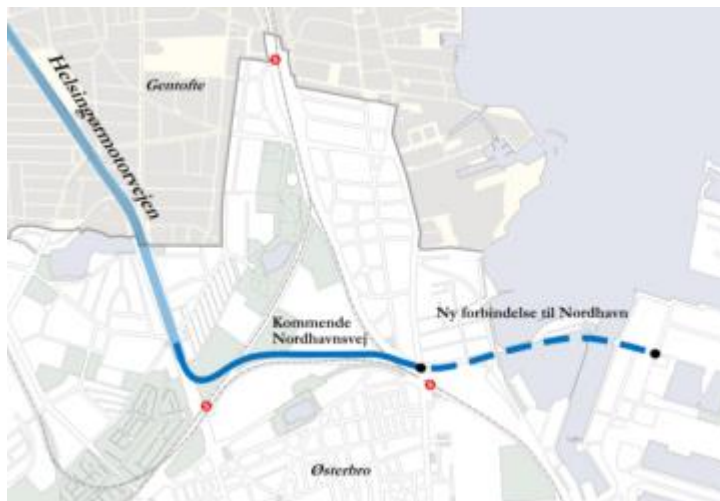 Gentofte
Helsingørmotorvejen
Ny forbindelse til Nordhavn
Kommende
Nordhavnsvej
Østerbro